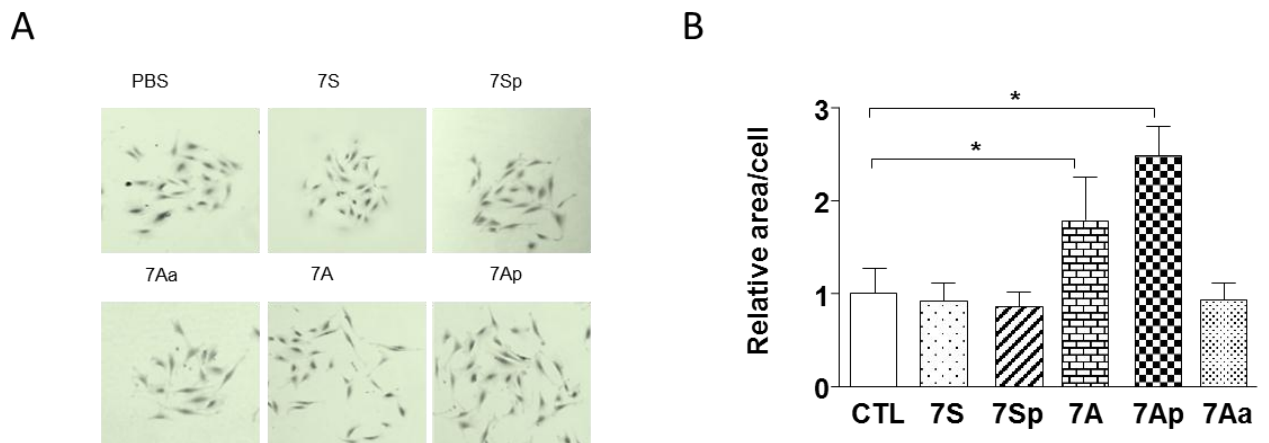 A
PBS 7S 7Sp
7Aa 7A 7Ap
B
Relative area/cell
3
2
1
0
*
*
CTL 7S 7Sp 7A 7Ap 7Aa